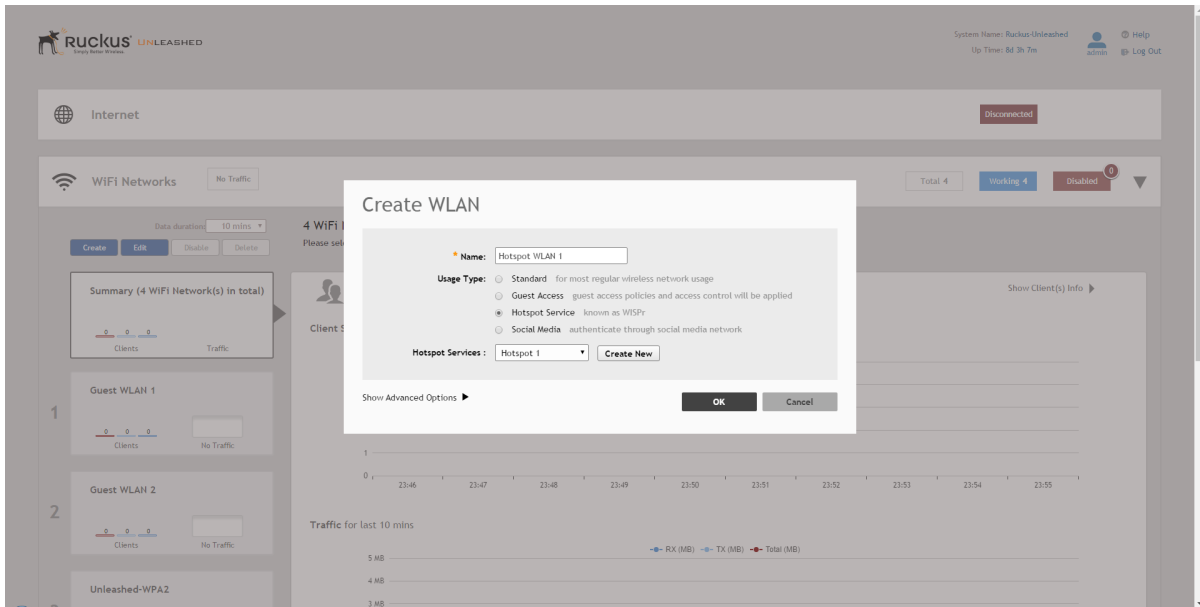 Ruckus UNLEASHED
Simply Better Wireless
System Name: Ruckus-Unleashed
Up Time: 8d 3h 7m
admin
Help
Log Out
Internet
Disconnected
WiFi Networks
No Traffic
Total 4
Working 4
Disabled
0
Data duration: 10 mins
Create
Edit
Disable
Delete
4 WiFi
Please sel
Summary (4 WiFi Network(s) in total)
0 0 0
Clients
Traffic
Client S
Show Client(s) Info
Create WLAN
* Name: Hotspot WLAN 1
Usage Type:
Standard for most regular wireless network usage
Guest Access guest access policies and access control will be applied
Hotspot Service known as WISPr
Social Media authenticate through social media network
Hotspot Services : Hotspot 1
Create New
Show Advanced Options
OK
Cancel
1
Guest WLAN 1
0 0 0
Clients
No Traffic
2
Guest WLAN 2
0 0 0
Clients
No Traffic
Unleashed-WPA2
1
0
23:46 23:47 23:48 23:49 23:50 23:51 23:52 23:53 23:54 23:55
Traffic for last 10 mins
RX (MB) TX (MB) Total (MB)
5 MB
4 MB
3 MB